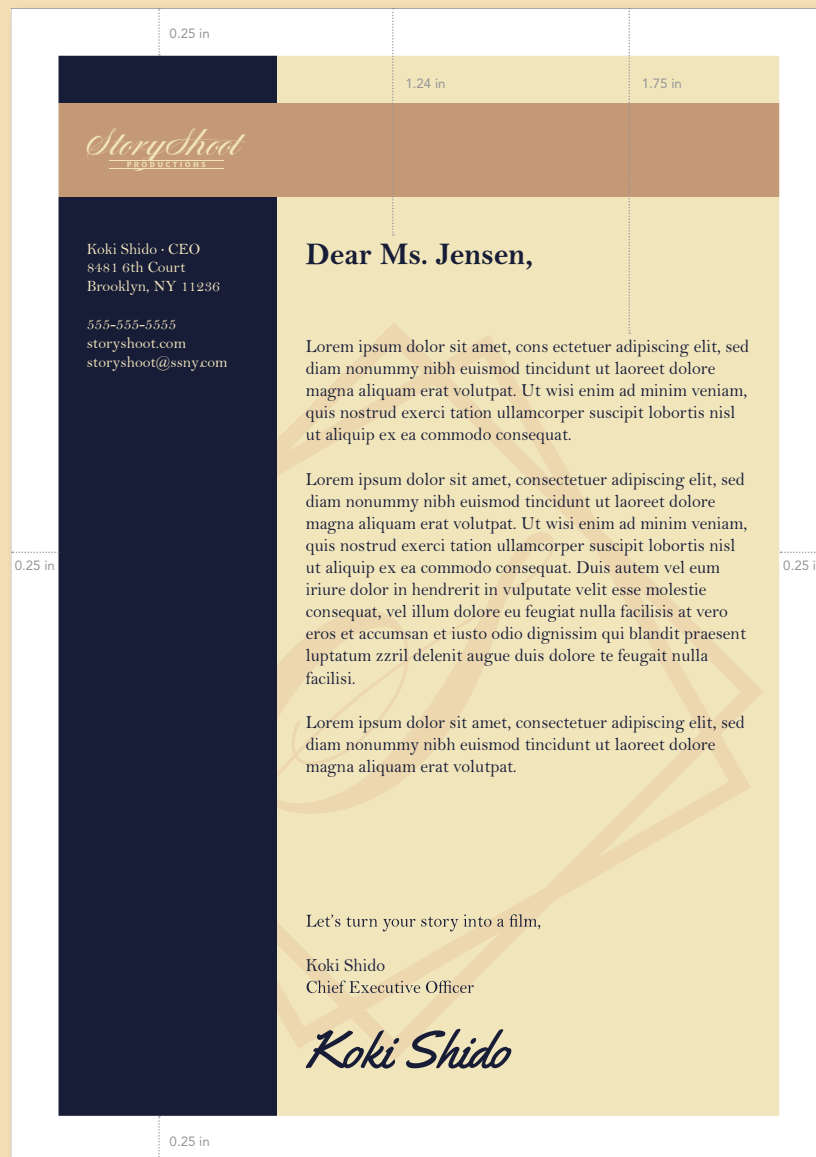 0.25 in
1.24 in
1.75 in
StoryShoot
PRODUCTIONS
Koki Shido · CEO
8481 6th Court
Brooklyn, NY 11236
555-555-5555
storyshoot.com
storyshoot@ssny.com
Dear Ms. Jensen,
Lorem ipsum dolor sit amet, cons ectetuer adipiscing elit, sed
diam nonummy nibh euismod tincidunt ut laoreet dolore
magna aliquam erat volutpat. Ut wisi enim ad minim veniam,
quis nostrud exerci tation ullamcorper suscipit lobortis nisl
ut aliquip ex ea commodo consequat.
Lorem ipsum dolor sit amet, consectetuer adipiscing elit, sed
diam nonummy nibh euismod tincidunt ut laoreet dolore
magna aliquam erat volutpat. Ut wisi enim ad minim veniam,
quis nostrud exerci tation ullamcorper suscipit lobortis nisl
ut aliquip ex ea commodo consequat. Duis autem vel eum
iriure dolor in hendrerit in vulputate velit esse molestie
consequat, vel illum dolore eu feugiat nulla facilisis at vero
eros et accumsan et iusto odio dignissim qui blandit praesent
luptatum zzril delenit augue duis dolore te feugait nulla
facilisi.
0.25 in
0.25 i
Lorem ipsum dolor sit amet, consectetuer adipiscing elit, sed
diam nonummy nibh euismod tincidunt ut laoreet dolore
magna aliquam erat volutpat.
Let's turn your story into a film,
Koki Shido
Chief Executive Officer
Koki Shido
0.25 in